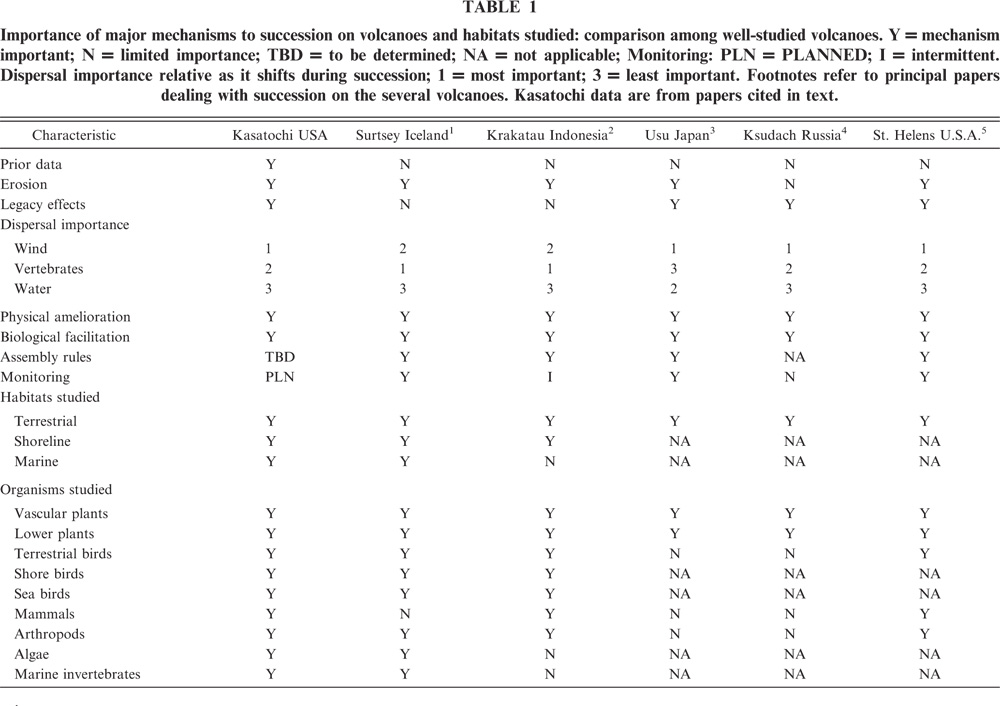 TABLE 1
Importance of major mechanisms to succession on volcanoes and habitats studied: comparison among well-studied volcanoes. Y = mechanism
important; N = limited importance; TBD = to be determined; NA = not applicable; Monitoring: PLN = PLANNED; I = intermittent.
Dispersal importance relative as it shifts during succession; 1 = most important; 3 = least important. Footnotes refer to principal papers
dealing with succession on the several volcanoes. Kasatochi data are from papers cited in text.
Characteristic Kasatochi USA Surtsey Iceland1 Krakatau Indonesia2 Usu Japan3 Ksudach Russia4 St. Helens U.S.A.5
Prior data Y N N N N N
Erosion Y Y Y Y N Y
Legacy effects Y N N Y Y Y
Dispersal importance
Wind 1 2 2 1 1 1
Vertebrates 2 1 1 3 2 2
Water 3 3 3 2 3 3
Physical amelioration Y Y Y Y Y Y
Biological facilitation Y Y Y Y Y Y
Assembly rules TBD Y Y Y NA Y
Monitoring PLN Y I Y N Y
Habitats studied
Terrestrial Y Y Y Y Y Y
Shoreline Y Y Y NA NA NA
Marine Y Y N NA NA NA
Organisms studied
Vascular plants Y Y Y Y Y Y
Lower plants Y Y Y Y Y Y
Terrestrial birds Y Y Y N N Y
Shore birds Y Y Y NA NA NA
Sea birds Y Y Y NA NA NA
Mammals Y N Y N N Y
Arthropods Y Y Y N N Y
Algae Y Y N NA NA NA
Marine invertebrates Y Y N NA NA NA